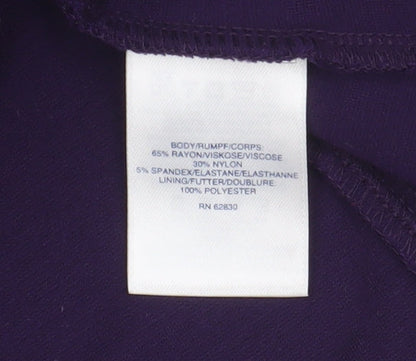 BODY/RUMPF/CORPS:
65% RAYON/VISKOSE/VISCOSE
30% NYLON
5% SPANDEX/ELASTANE/ELASTHANNE
LINING/FUTTER/DOUBLURE:
100% POLYESTER
RN 62830